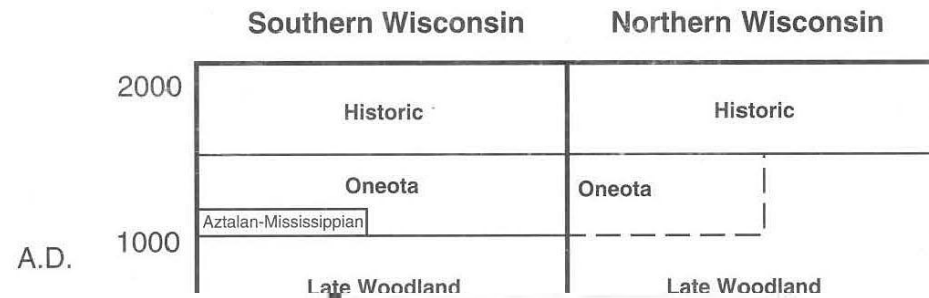 Southern Wisconsin Northern Wisconsin
2000
Historic Historic
Oneota Oneota
Aztalan-Mississippian
1000
A.D.
Late Woodland Late Woodland